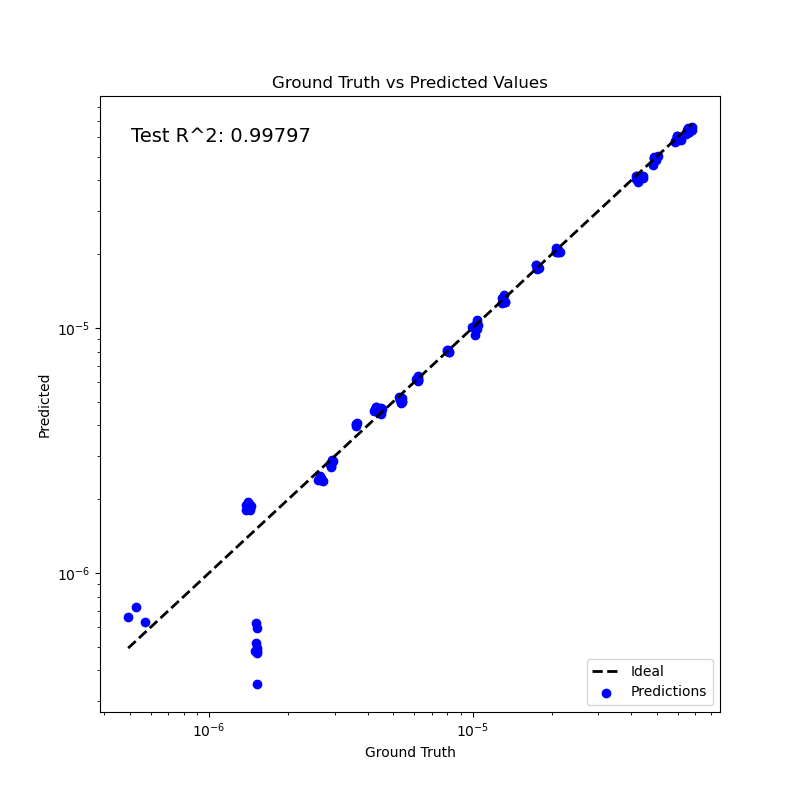 Ground Truth vs Predicted Values
Test R^2: 0.99797
Predicted
10⁻⁵
10⁻⁶
10⁻⁶
10⁻⁵
Ground Truth
Ideal
Predictions